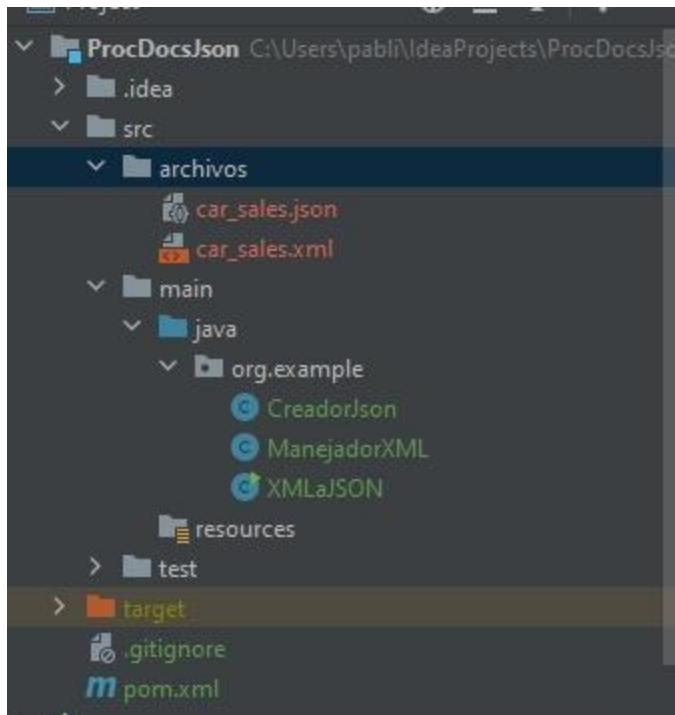 ProcDocsJson C:\Users\pabli\IdeaProjects\ProcDocsJsc
.idea
src
archivos
car_sales.json
car_sales.xml
main
java
org.example
CreadorJson
ManejadorXML
XMLaJSON
resources
test
target
.gitignore
pom.xml